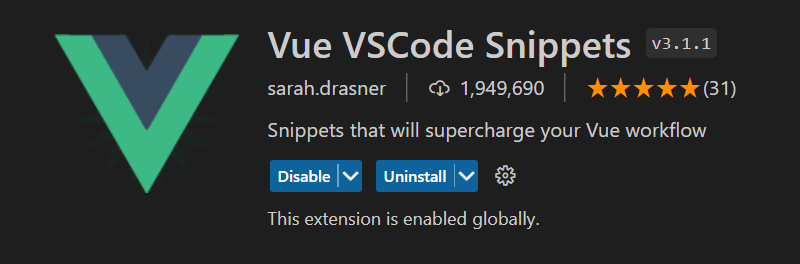 Vue VSCode Snippets v3.1.1
sarah.drasner 1,949,690 ★★★★★(31)
Snippets that will supercharge your Vue workflow
Disable Uninstall
This extension is enabled globally.